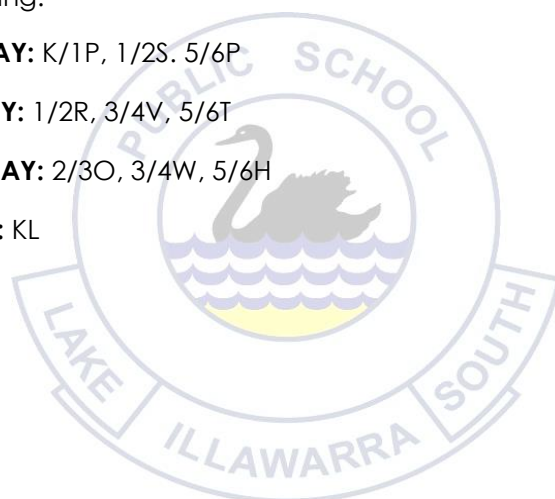 ng:
AY: K/1P, 1/2S. 5/6P
Y: 1/2R, 3/4V, 5/6T
AY: 2/3O, 3/4W, 5/6H
: KL
PUBLIC SCHOOL
LAKE ILLAWARRA SOUTH